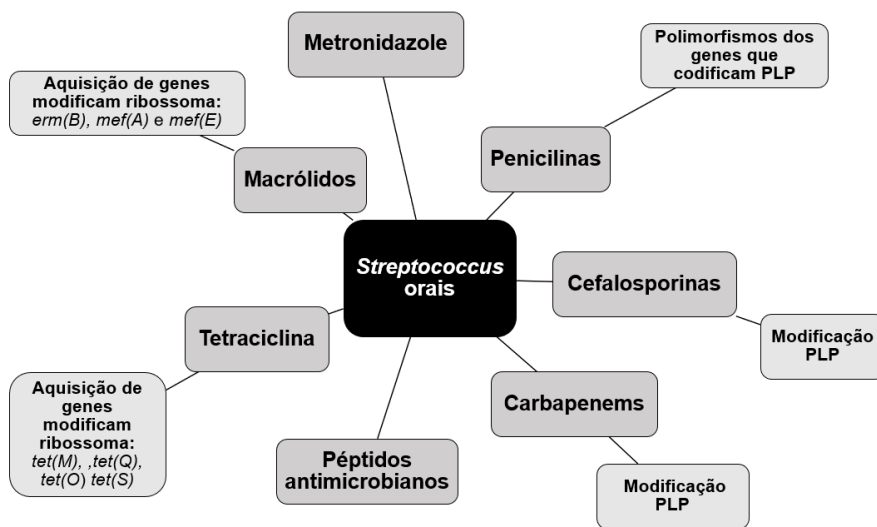 Metronidazole
Polimorfismos dos
genes que
codificam PLP
Aquisição de genes
modificam ribossoma:
erm(B), mef(A) e mef(E)
Penicilinas
Macrólidos
Streptococcus
orais
Cefalosporinas
Tetraciclina
Modificação
PLP
Aquisição de
genes
modificam
ribossoma:
tet(M), ,tet(Q),
tet(O) tet(S)
Carbapenems
Péptidos
antimicrobianos
Modificação
PLP